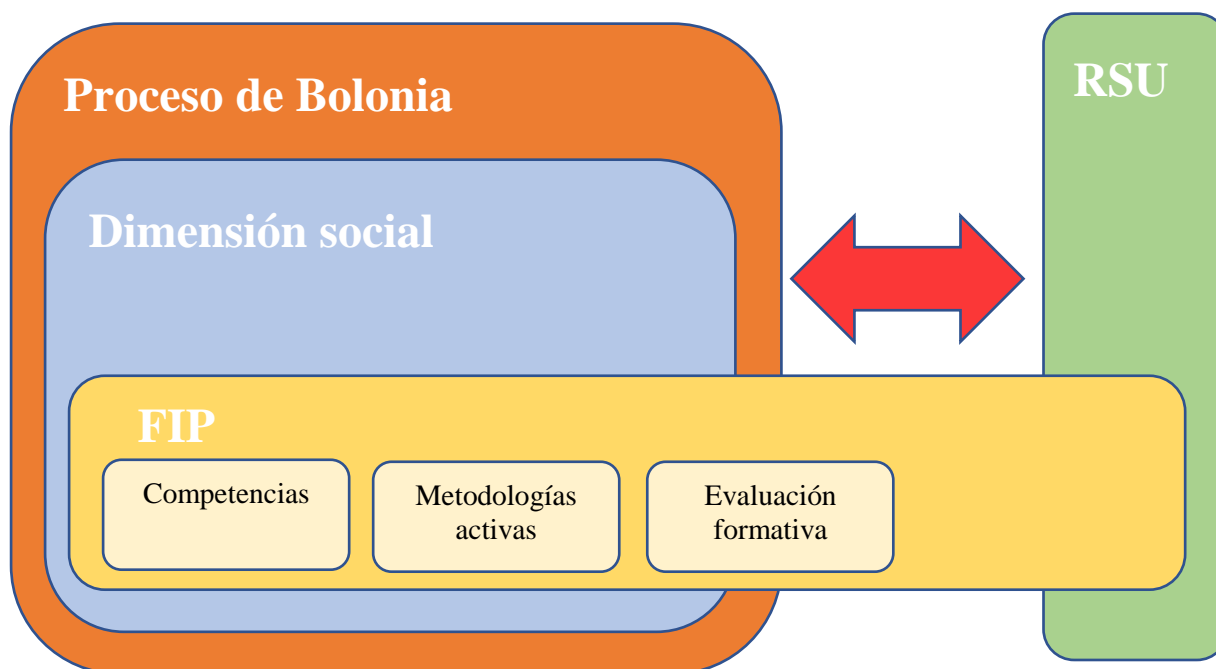 Proceso de Bolonia
RSU
Dimensión social
FIP
Competencias
Metodologías
activas
Evaluación
formativa